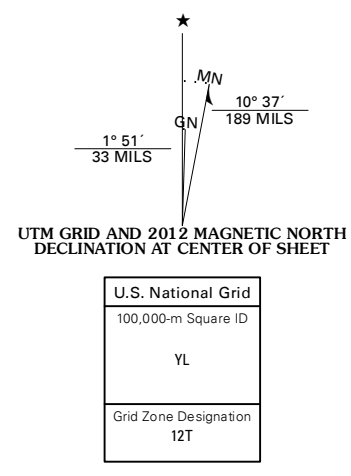 ★
MN
GN
10° 37´
189 MILS
1° 51´
33 MILS
UTM GRID AND 2012 MAGNETIC NORTH
DECLINATION AT CENTER OF SHEET
U.S. National Grid
100,000-m Square ID
YL
Grid Zone Designation
12T